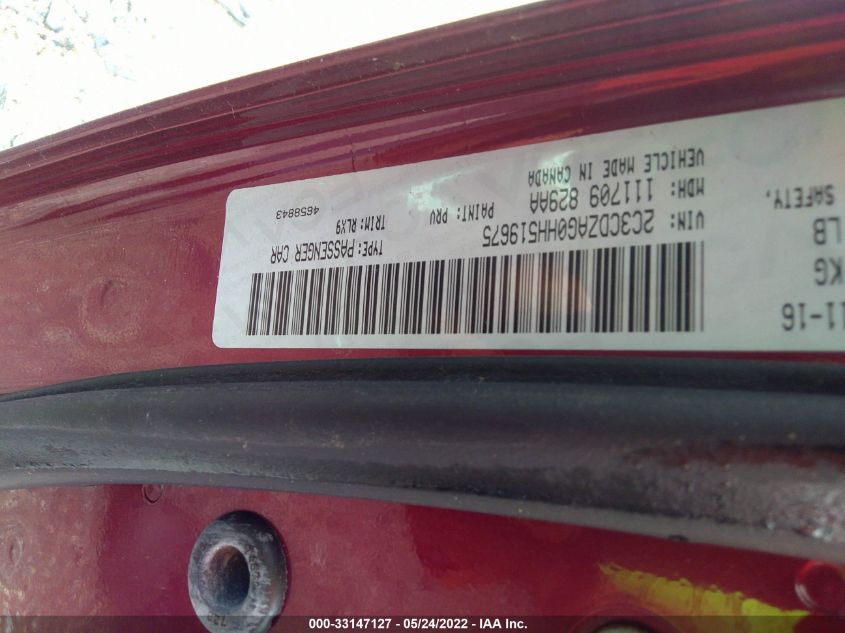 11-16
KG
LB
SAFETY,
VIN: 2C3CDZAG0HH519675
TYPE: PASSENGER CAR
MDH: 111709 829AA
PAINT: PRV
TRIM: RLX9
VEHICLE MADE IN CANADA
4658843
000-33147127 - 05/24/2022 - IAA Inc.